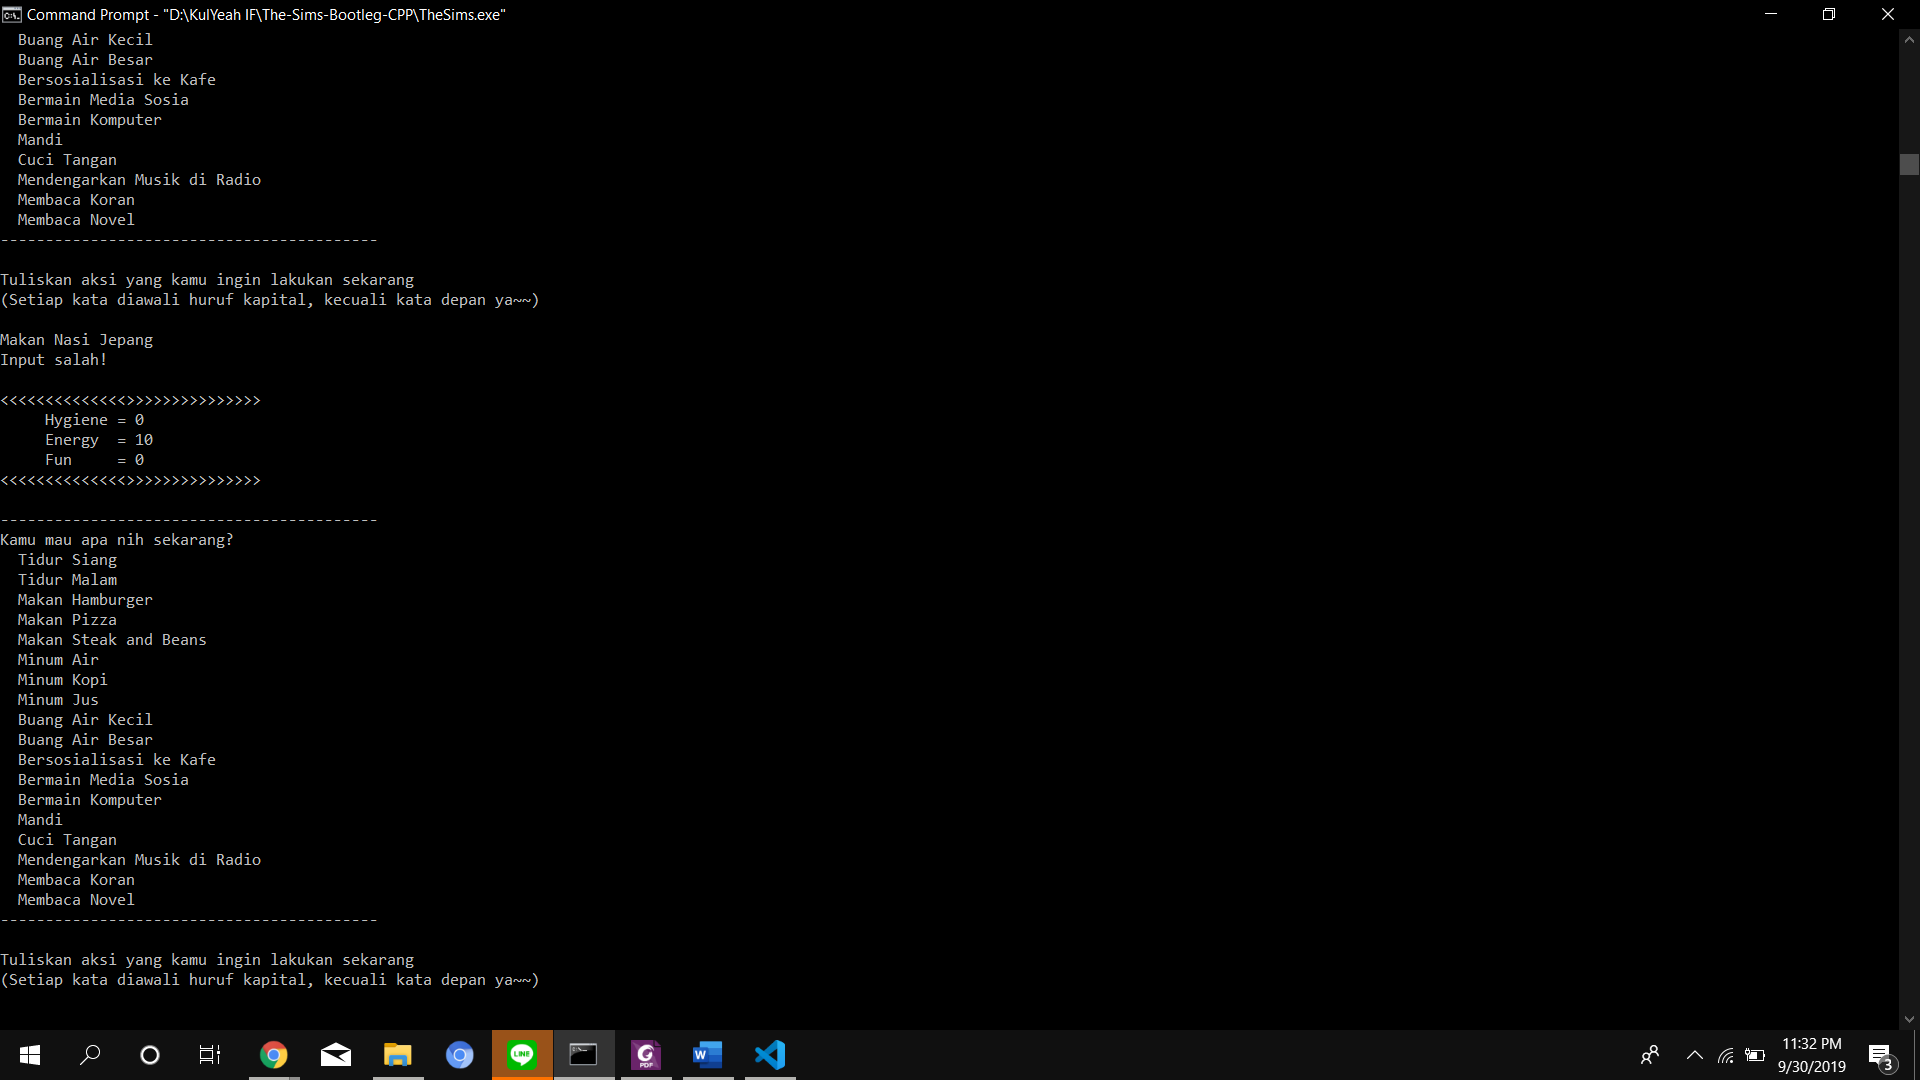 Command Prompt - "D:\KulYeah IF\The-Sims-Bootleg-CPP\TheSims.exe"
  Buang Air Kecil
  Buang Air Besar
  Bersosialisasi ke Kafe
  Bermain Media Sosia
  Bermain Komputer
  Mandi
  Cuci Tangan
  Mendengarkan Musik di Radio
  Membaca Koran
  Membaca Novel
------------------------------------------
Tuliskan aksi yang kamu ingin lakukan sekarang
(Setiap kata diawali huruf kapital, kecuali kata depan ya~~)
Makan Nasi Jepang
Input salah!
<<<<<<<<<<<<<<>>>>>>>>>>>>>>>
     Hygiene = 0
     Energy  = 10
     Fun     = 0
<<<<<<<<<<<<<<>>>>>>>>>>>>>>>
------------------------------------------
Kamu mau apa nih sekarang?
  Tidur Siang
  Tidur Malam
  Makan Hamburger
  Makan Pizza
  Makan Steak and Beans
  Minum Air
  Minum Kopi
  Minum Jus
  Buang Air Kecil
  Buang Air Besar
  Bersosialisasi ke Kafe
  Bermain Media Sosia
  Bermain Komputer
  Mandi
  Cuci Tangan
  Mendengarkan Musik di Radio
  Membaca Koran
  Membaca Novel
------------------------------------------
Tuliskan aksi yang kamu ingin lakukan sekarang
(Setiap kata diawali huruf kapital, kecuali kata depan ya~~)
LINE
PDF
W
11:32 PM
9/30/2019
3